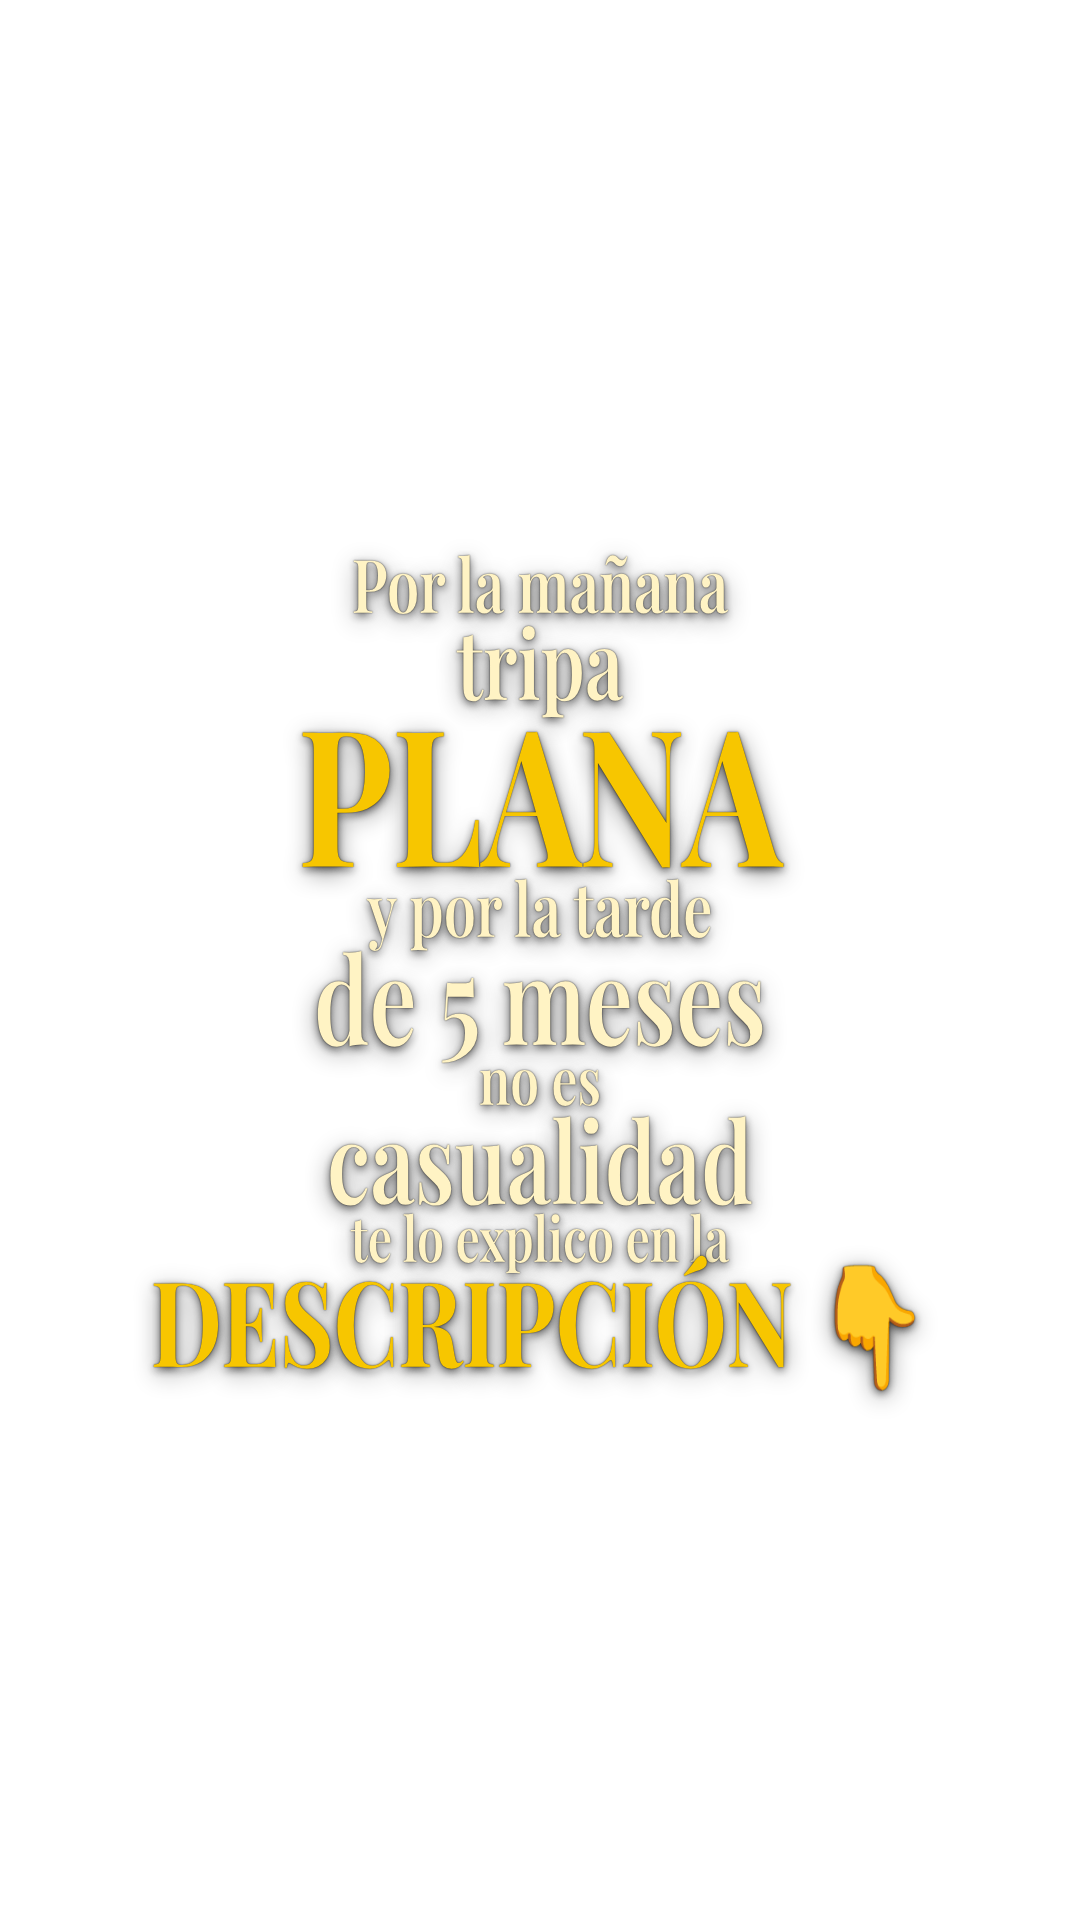 Por la mañana
tripa
PLANA
y por la tarde
de 5 meses
no es
casualidad
te lo explico en la
DESCRIPCIÓN 👇